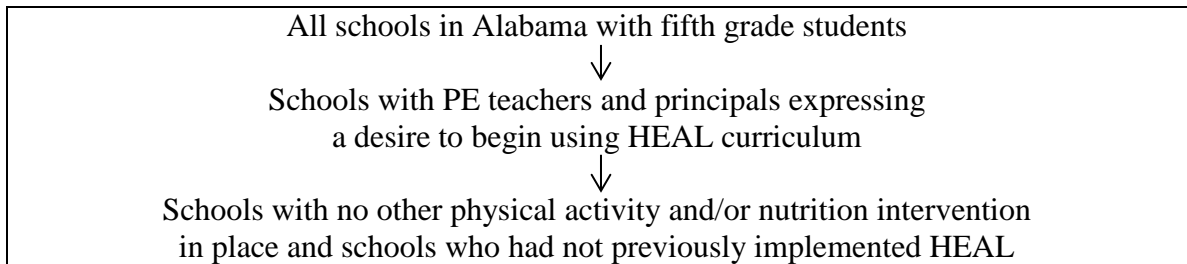 All schools in Alabama with fifth grade students
Schools with PE teachers and principals expressing
a desire to begin using HEAL curriculum
Schools with no other physical activity and/or nutrition intervention
in place and schools who had not previously implemented HEAL